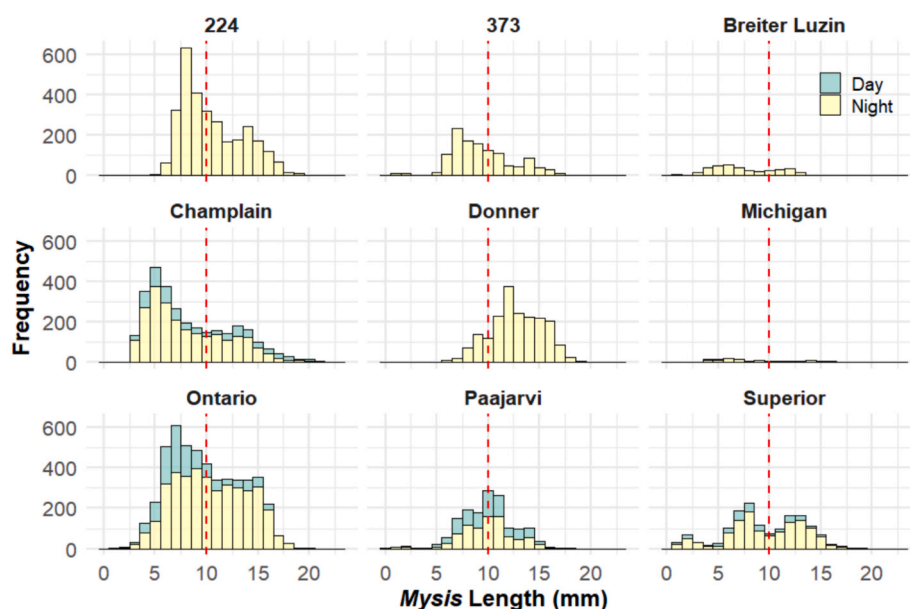 224 373 Breiter Luzin
600
400
200
0
Day
Night
Champlain Donner Michigan
600
400
200
0
Frequency
Ontario Paajarvi Superior
600
400
200
0
0 5 10 15 20 0 5 10 15 20 0 5 10 15 20
Mysis Length (mm)